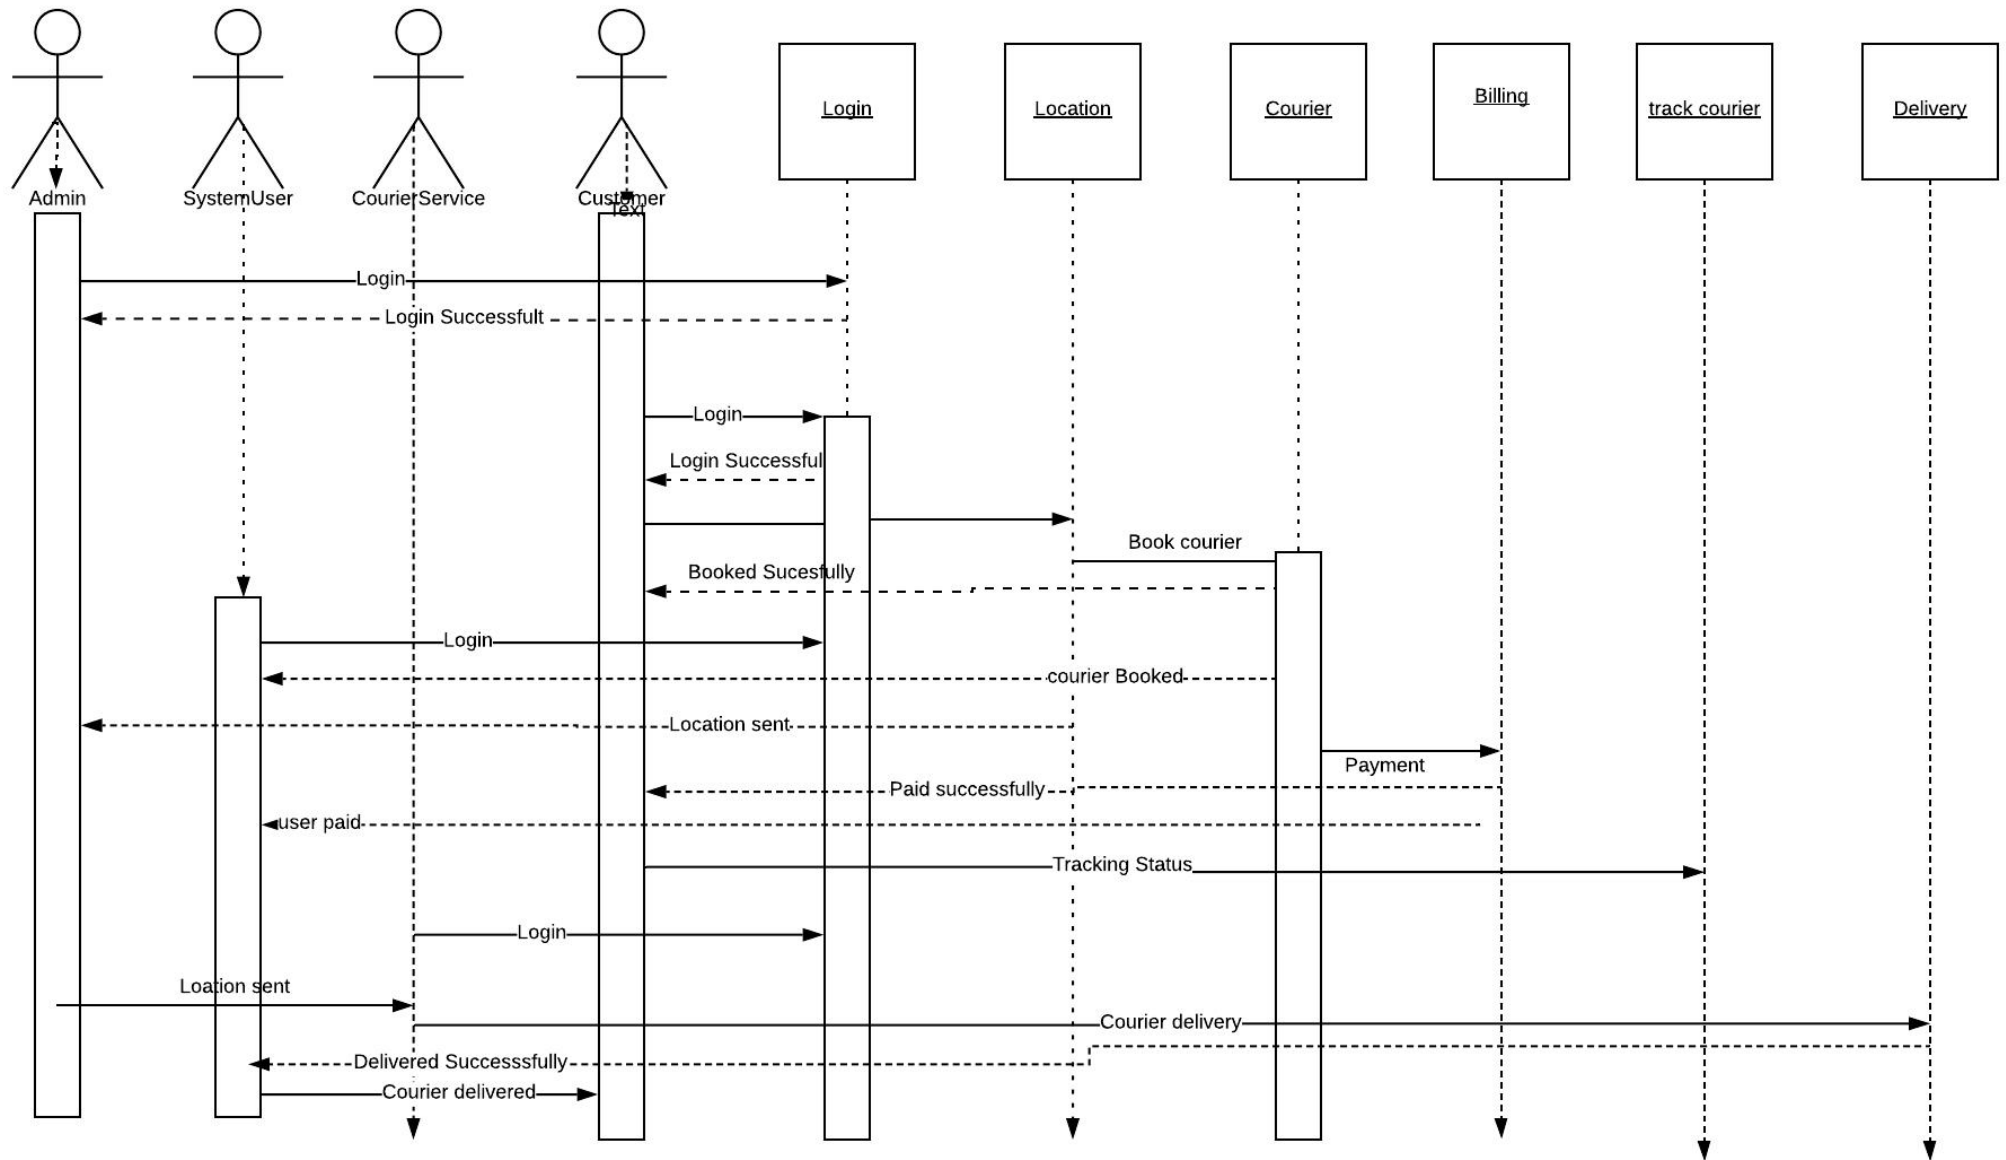 Login
Location
Courier
Billing
track courier
Delivery
Admin
SystemUser
CourierService
Customer
Text
Login
Login Successfult
Login
Login Successful
Book courier
Booked Sucesfully
Login
courier Booked
Location sent
Payment
Paid successfully
user paid
Tracking Status
Login
Loation sent
Courier delivery
Delivered Successsfully
Courier delivered